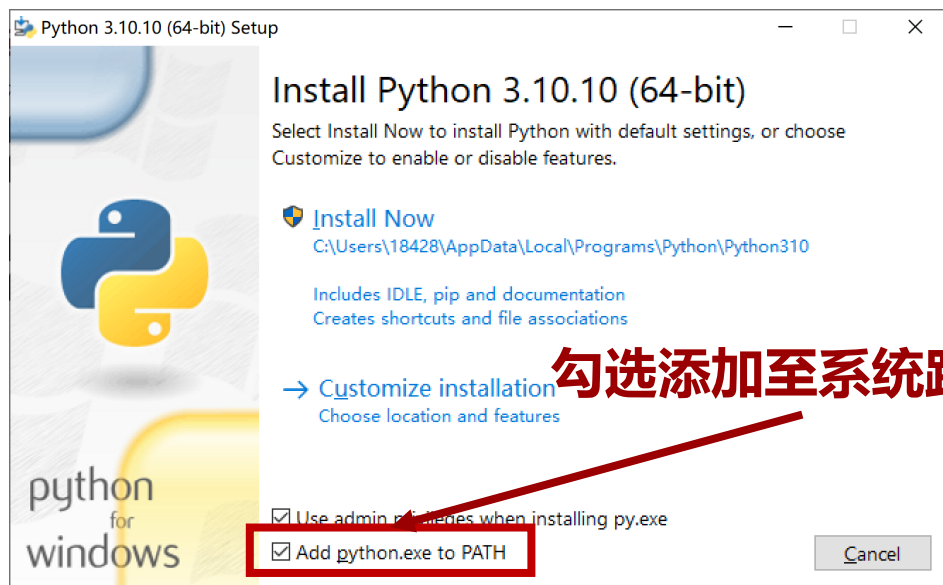 Python 3.10.10 (64-bit) Setup
Install Python 3.10.10 (64-bit)
Select Install Now to install Python with default settings, or choose
Customize to enable or disable features.
Install Now
C:\Users\18428\AppData\Local\Programs\Python\Python310
Includes IDLE, pip and documentation
Creates shortcuts and file associations
勾选添加至系统路
Customize installation
Choose location and features
python
for
windows
Use admin privileges when installing py.exe
Add python.exe to PATH
Cancel